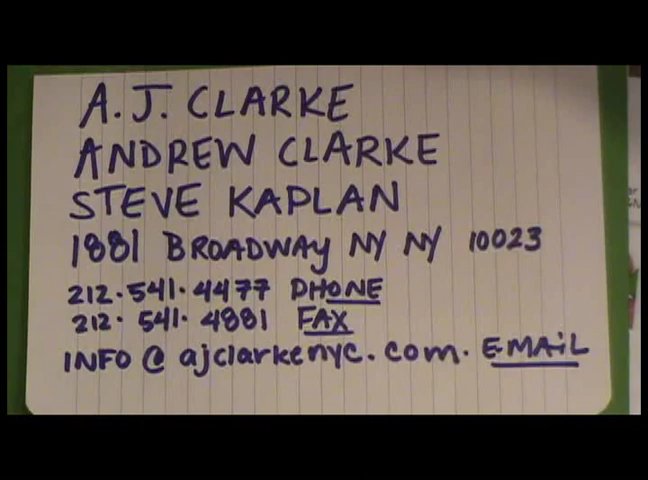 A.J. CLARKE
ANDREW CLARKE
STEVE KAPLAN
1881 BROADWAY NY NY 10023
212.541.4477 PHONE
212.541.4881 FAX
INFO@ajclarkenyc.com. E-MAIL